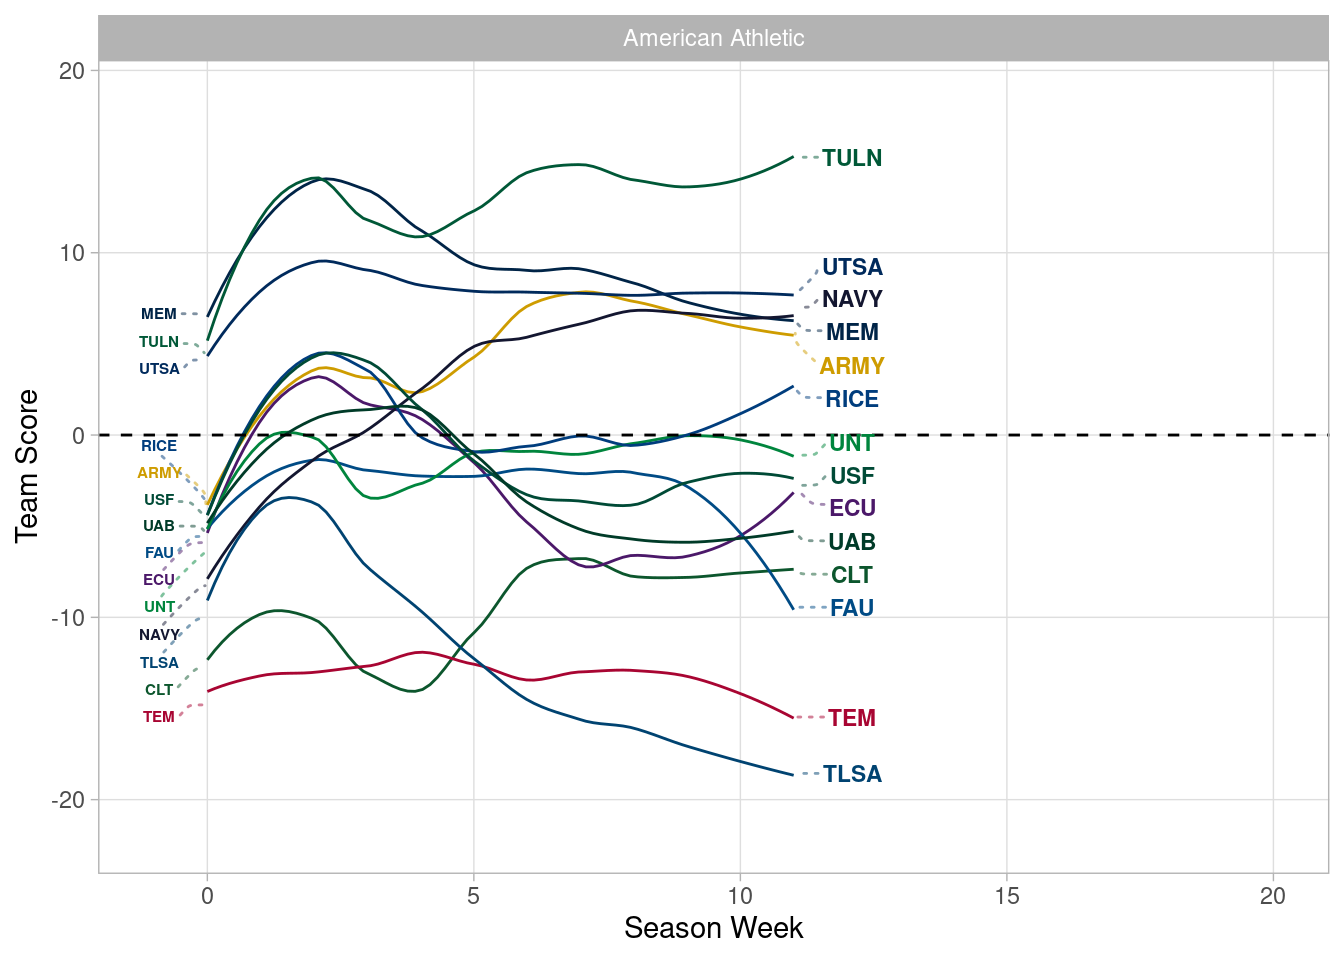 American Athletic
20
10
0
-10
-20
Team Score
MEM
TULN
UTSA
RICE
ARMY
USF
UAB
FAU
ECU
UNT
NAVY
TLSA
CLT
TEM
TULN
UTSA
NAVY
MEM
ARMY
RICE
UNT
USF
ECU
UAB
CLT
FAU
TEM
TLSA
0
5
10
15
20
Season Week